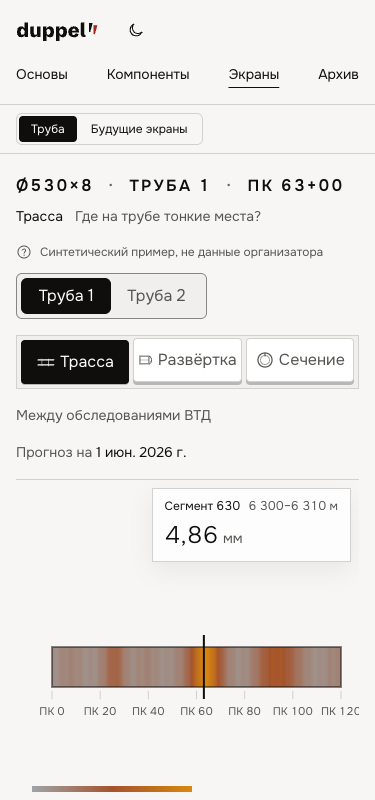 duppel
Основы Компоненты Экраны Архив
Труба Будущие экраны
Ø530×8 · ТРУБА 1 · ПК 63+00
Трасса Где на трубе тонкие места?
? Синтетический пример, не данные организатора
Труба 1 Труба 2
Трасса Развёртка Сечение
Между обследованиями ВТД
Прогноз на 1 июн. 2026 г.
Сегмент 630 6 300–6 310 м
4,86 мм
ПК 0 ПК 20 ПК 40 ПК 60 ПК 80 ПК 100 ПК 120